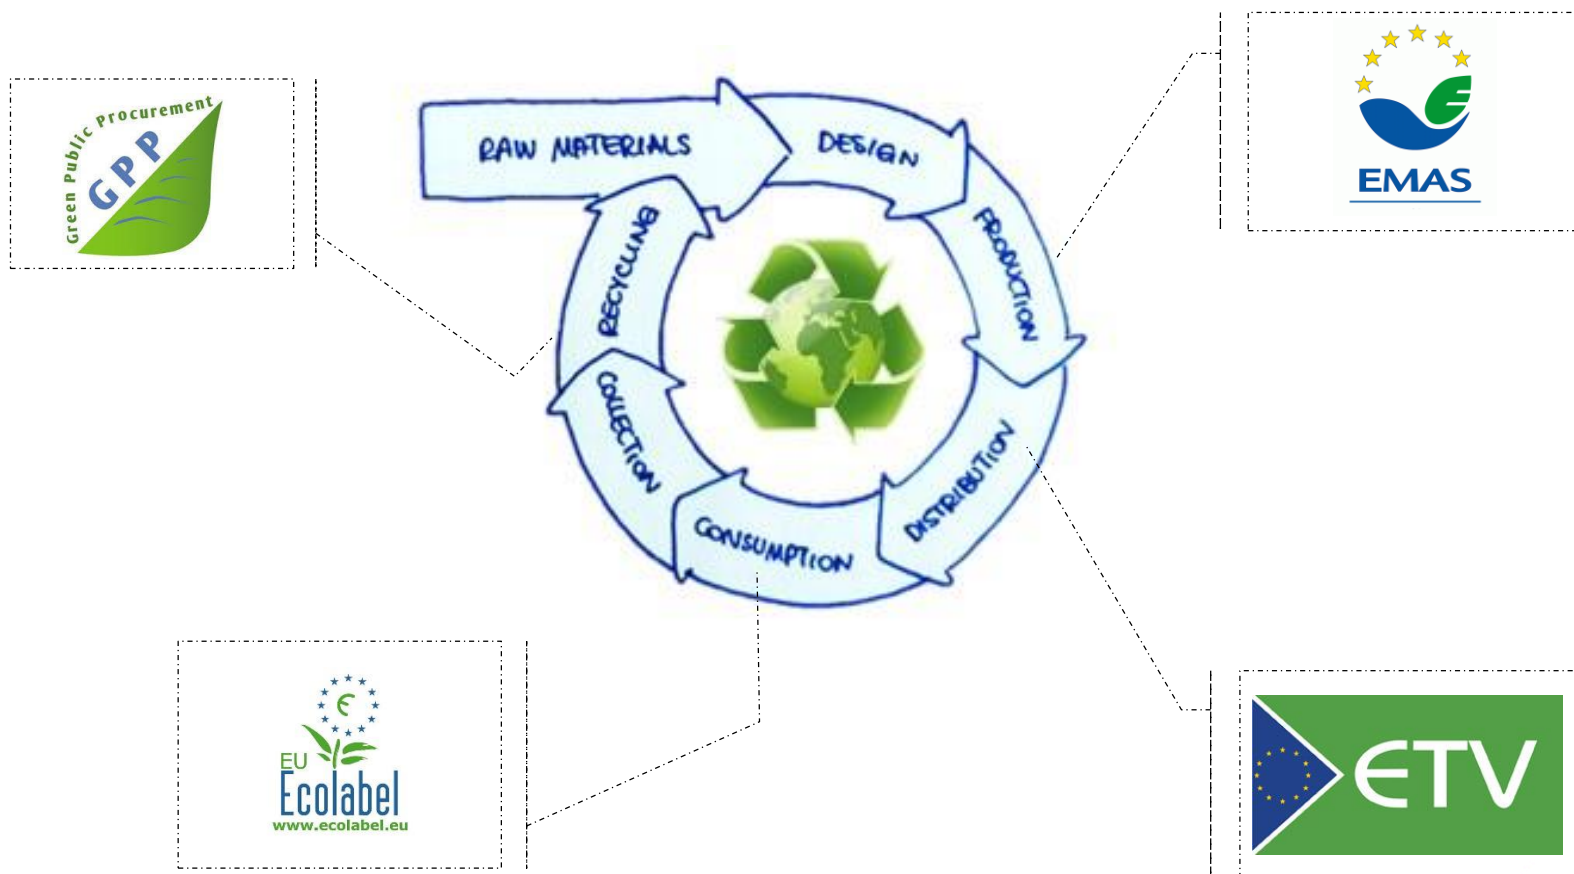 Green Public Procurement
GPP
RAW MATERIALS
DESIGN
PRODUCTION
DISTRIBUTION
CONSUMPTION
COLLECTION
RECYCLING
EMAS
EU
Ecolabel
www.ecolabel.eu
ETV